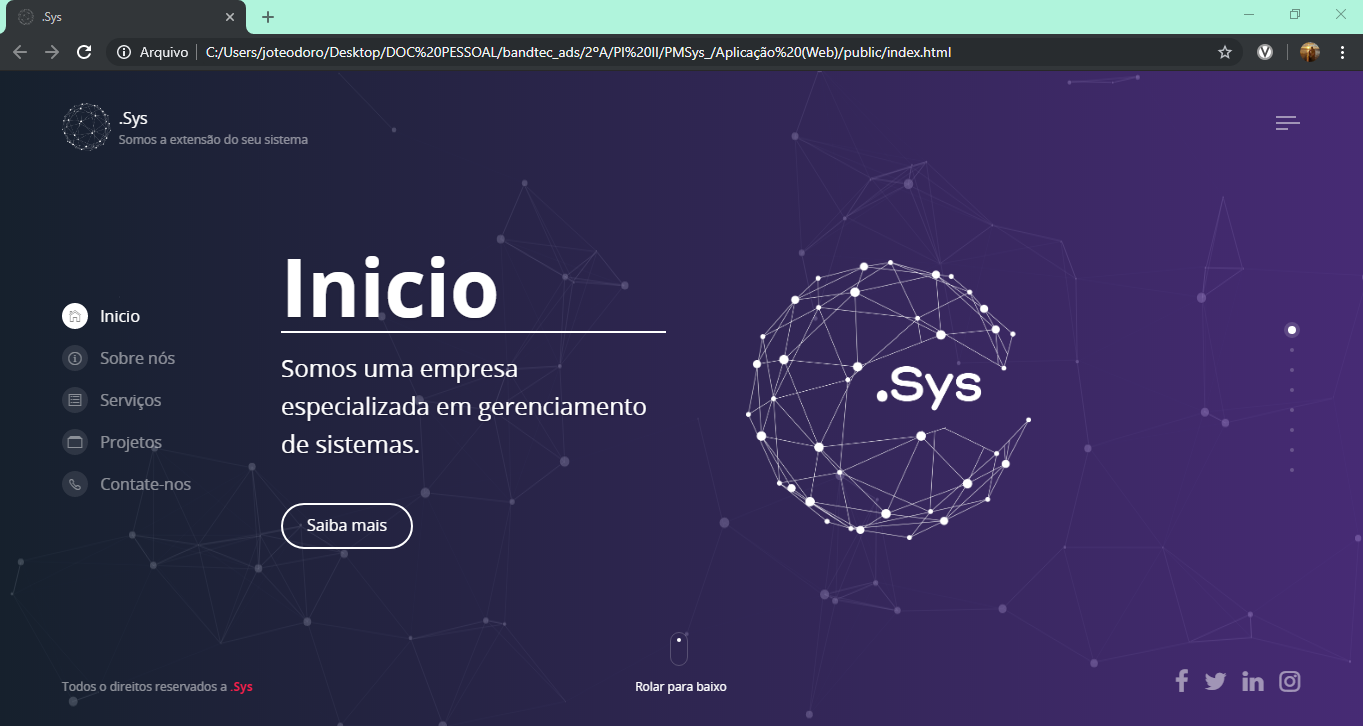 .Sys
Arquivo
C:/Users/joteodoro/Desktop/DOC%20PESSOAL/bandtec_ads/2ºA/PI%20II/PMSys_/Aplicação%20(Web)/public/index.html
.Sys
Somos a extensão do seu sistema
Inicio
Sobre nós
Serviços
Projetos
Contate-nos
Inicio
Somos uma empresa
especializada em gerenciamento
de sistemas.
Saiba mais
.Sys
Todos o direitos reservados a .Sys
Rolar para baixo